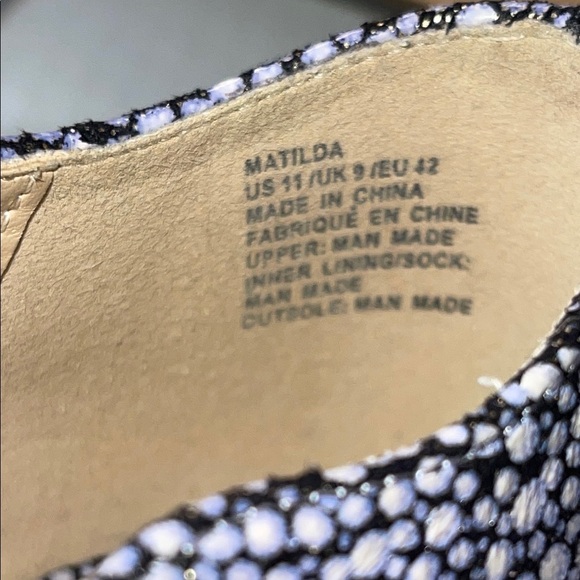 MATILDA
US 11 /UK 9 /EU 42
MADE IN CHINA
FABRIQUÉ EN CHINE
UPPER: MAN MADE
INNER LINING/SOCK:
MAN MADE
OUTSOLE: MAN MADE